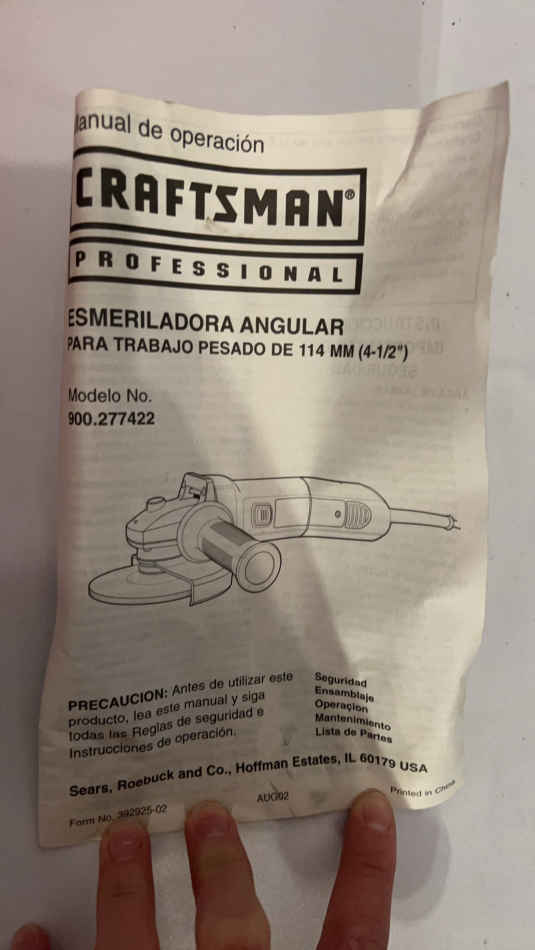 Manual de operación
CRAFTSMAN®
PROFESSIONAL
ESMERILADORA ANGULAR
PARA TRABAJO PESADO DE 114 MM (4-1/2")
Modelo No.
900.277422
PRECAUCION: Antes de utilizar este
producto, lea este manual y siga
todas las Reglas de seguridad e
Instrucciones de operación.
Seguridad
Ensamblaje
Operaçion
Mantenimiento
Lista de Partes
Sears, Roebuck and Co., Hoffman Estates, IL 60179 USA
Form No. 392925-02
AUG02
Printed in China